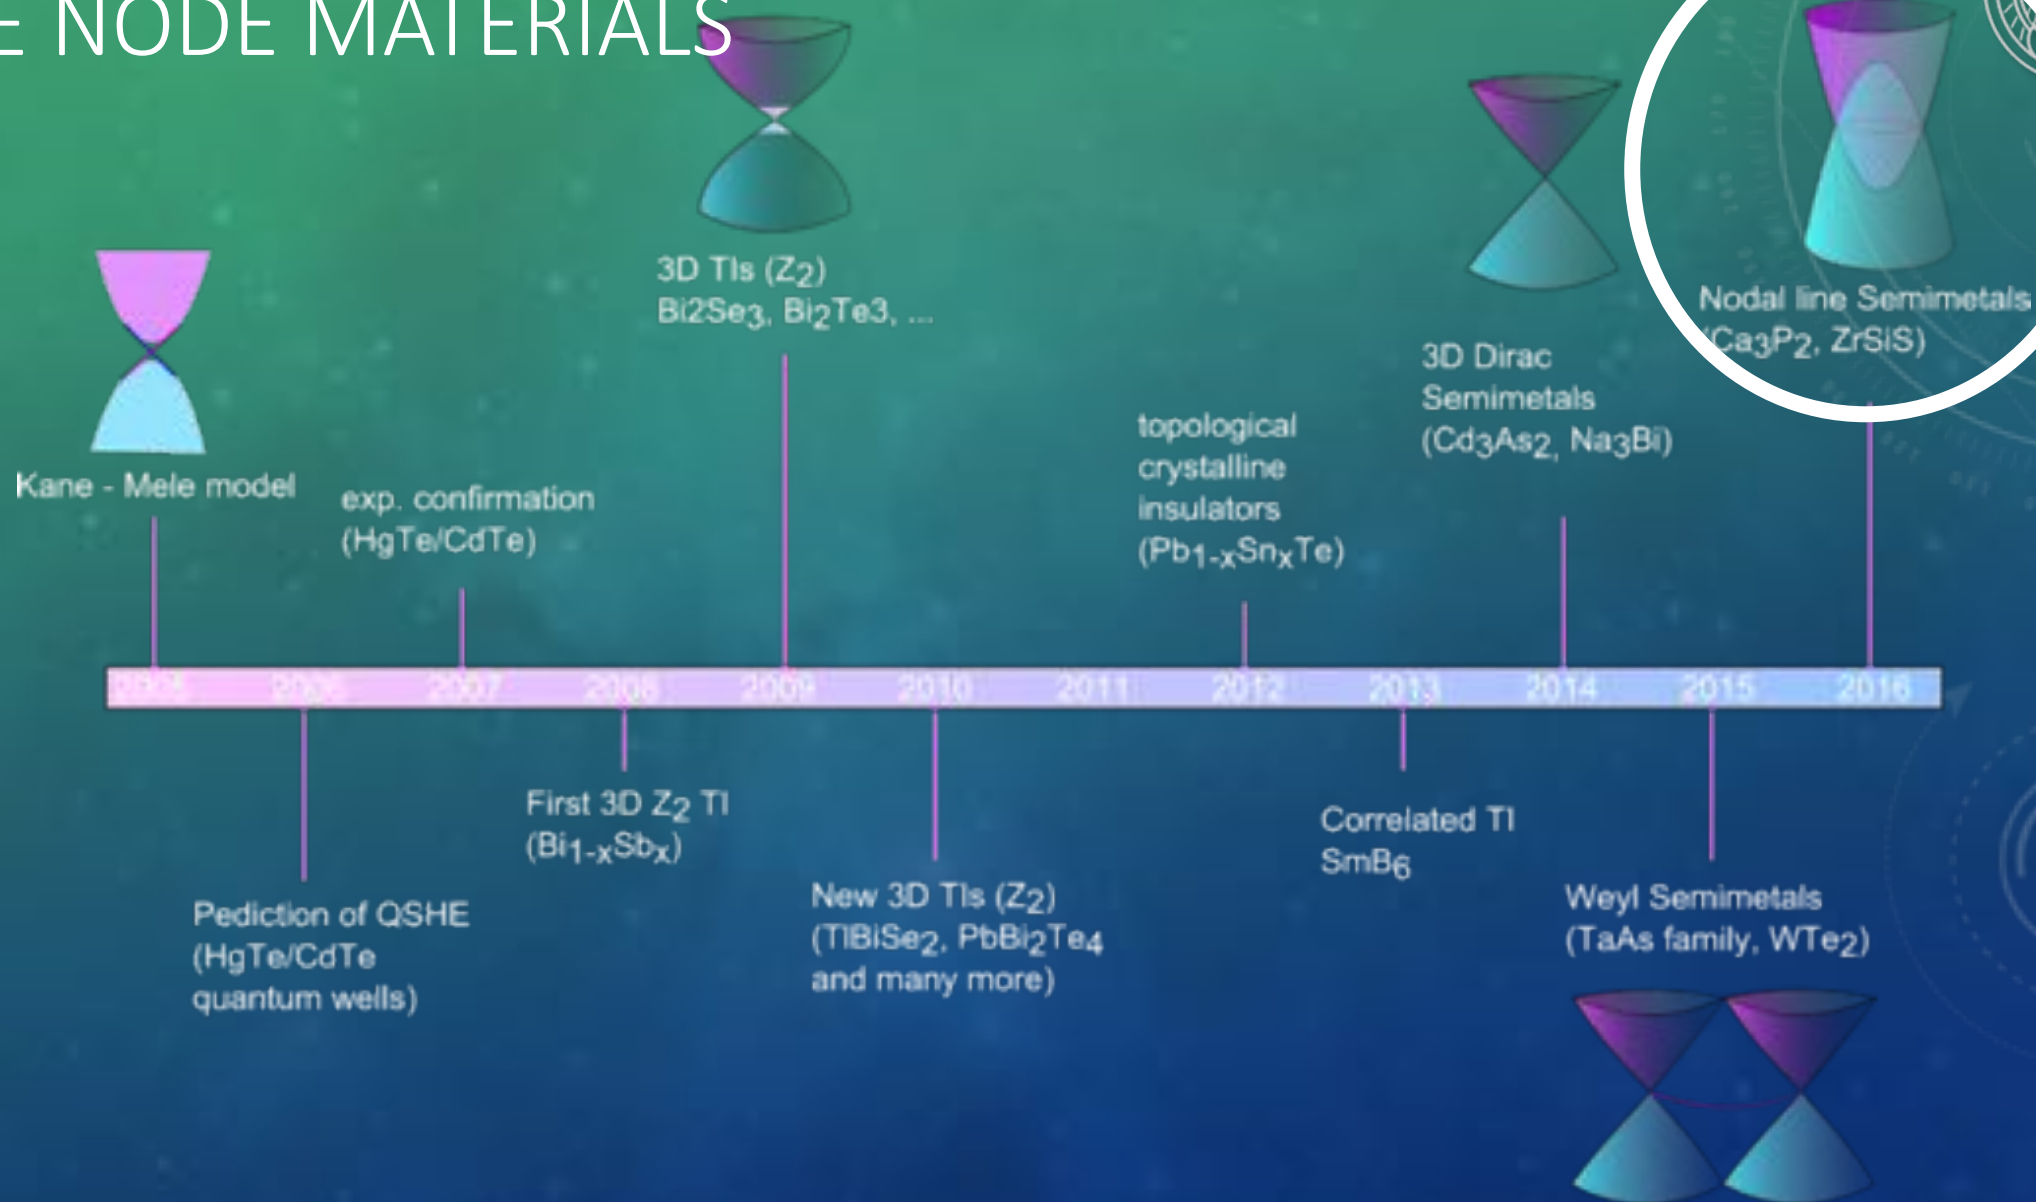 E NODE MATERIALS
3D TIs (Z2)
Bi2Se3, Bi2Te3, ...
Nodal line Semimetals
(Ca3P2, ZrSiS)
3D Dirac
Semimetals
(Cd3As2, Na3Bi)
topological
crystalline
insulators
(Pb1-xSnxTe)
Kane - Mele model
exp. confirmation
(HgTe/CdTe)
2005 2006 2007 2008 2009 2010 2011 2012 2013 2014 2015 2016
First 3D Z2 TI
(Bi1-xSbx)
Correlated TI
SmB6
New 3D TIs (Z2)
(TlBiSe2, PbBi2Te4
and many more)
Weyl Semimetals
(TaAs family, WTe2)
Pediction of QSHE
(HgTe/CdTe
quantum wells)